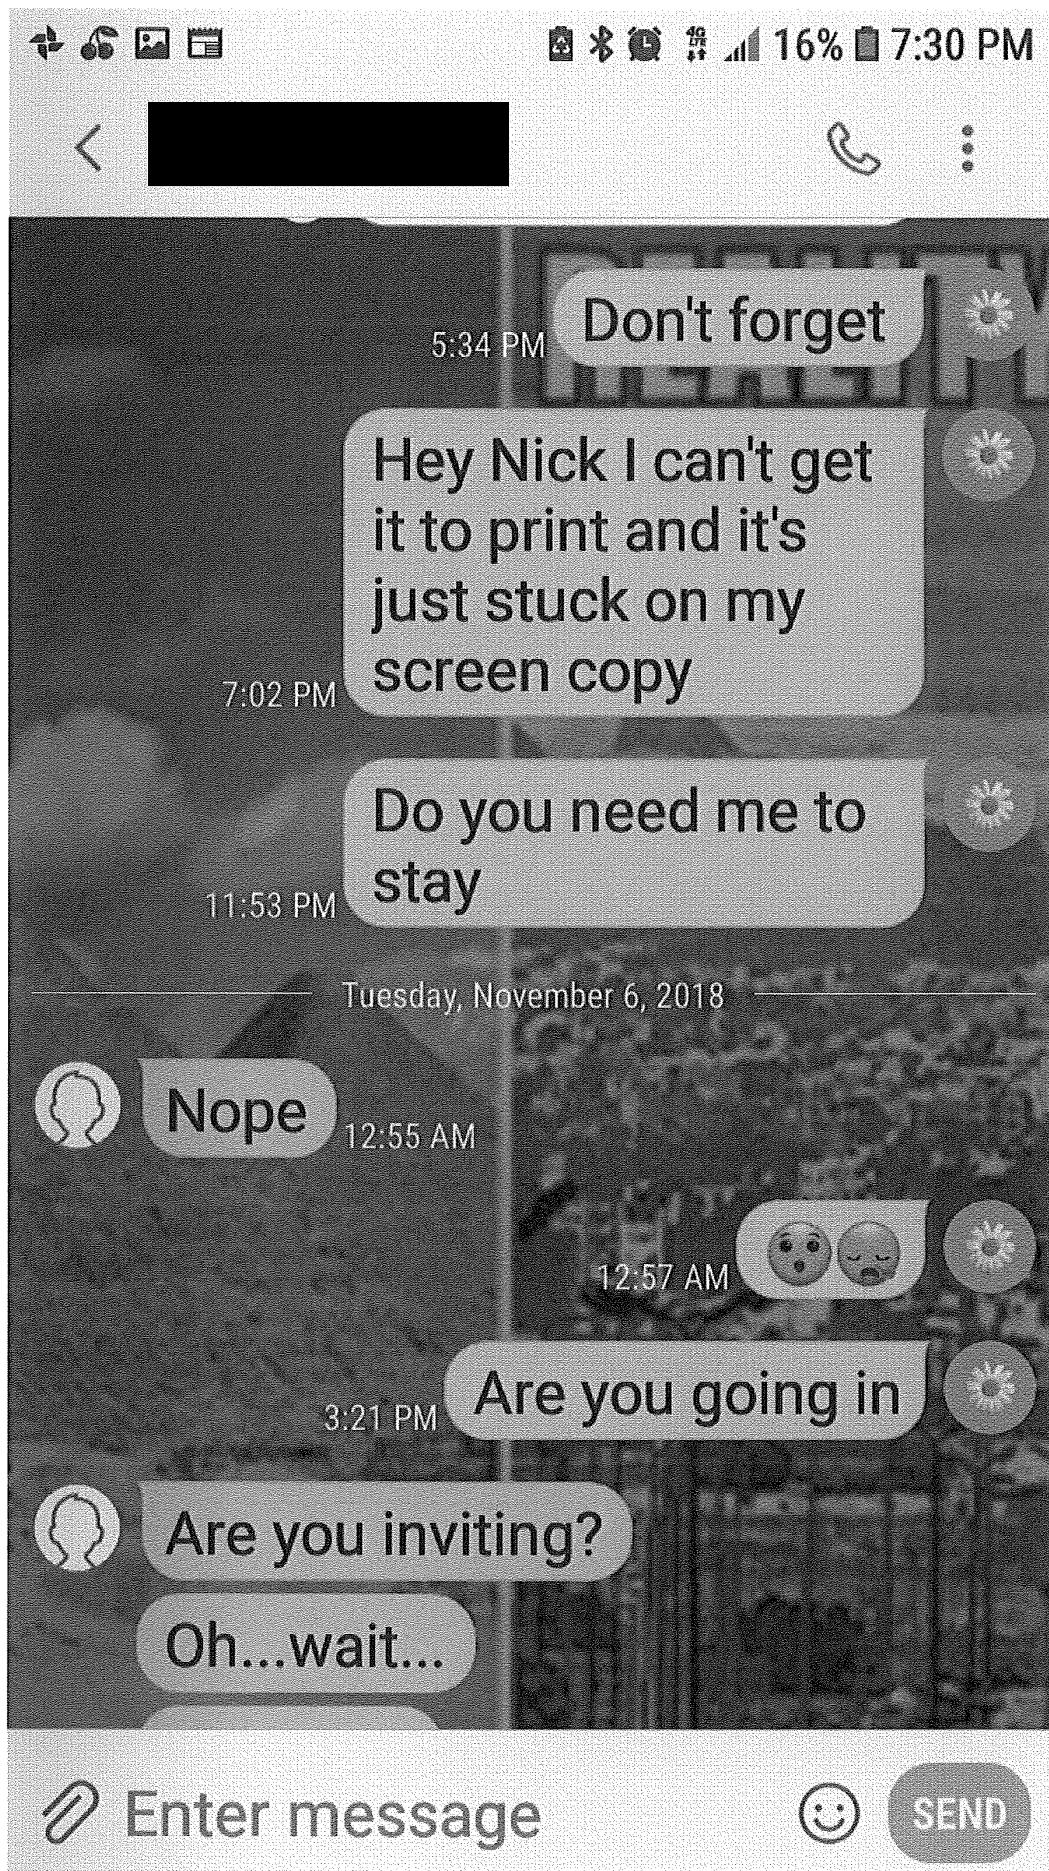 4G
LTE
16%
7:30 PM
REALITY
Don't forget
5:34 PM
Hey Nick I can't get
it to print and it's
just stuck on my
screen copy
7:02 PM
Do you need me to
stay
11:53 PM
Tuesday, November 6, 2018
Nope
12:55 AM
12:57 AM
Are you going in
3:21 PM
Are you inviting?
Oh...wait...
Enter message
SEND